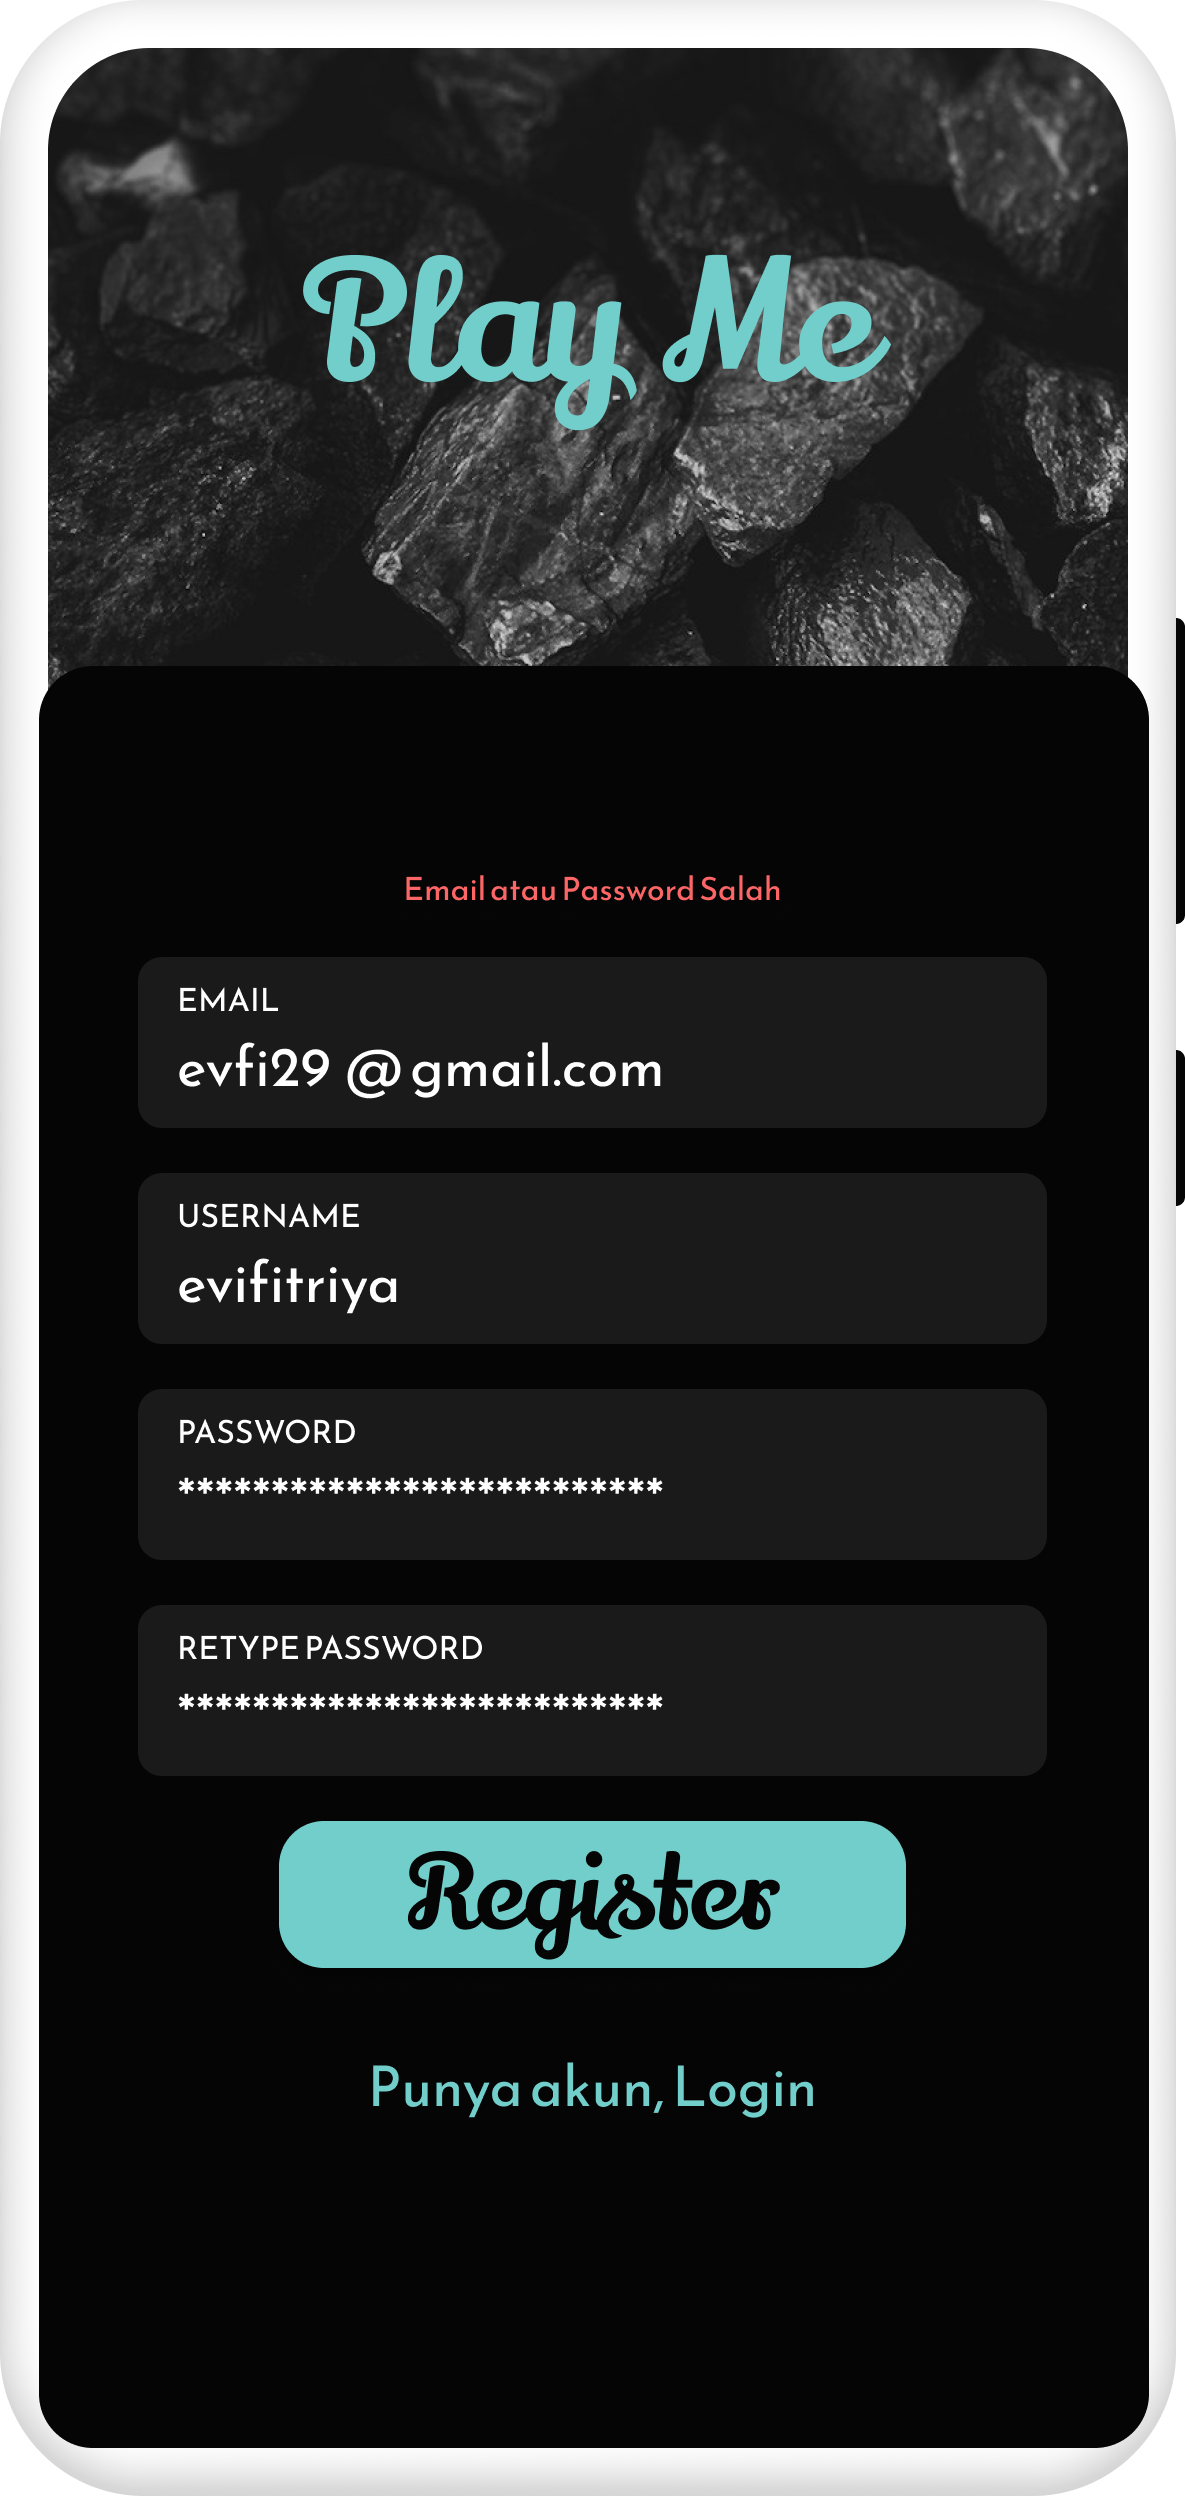 Play Me
Email atau Password Salah
EMAIL
evfi29 @ gmail.com
USERNAME
evifitriya
PASSWORD
**************************
RETYPE PASSWORD
**************************
Register
Punya akun, Login